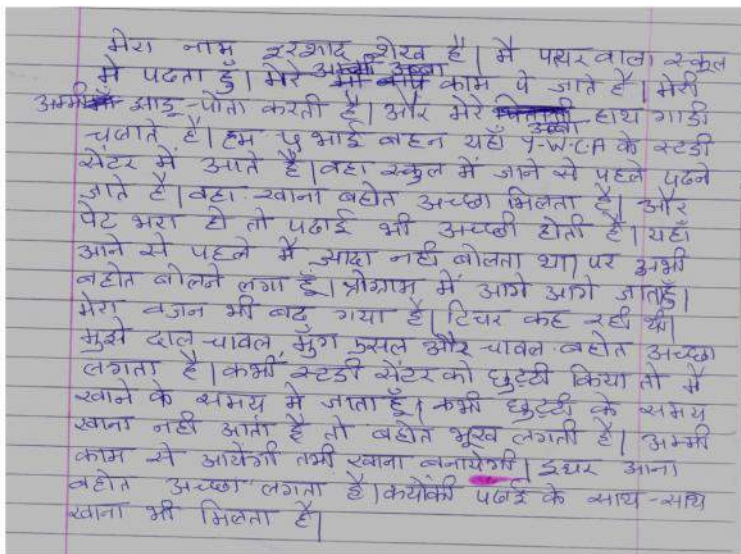 मेरा नाम इरशाद शेख है। मै पत्थर वाला स्कुल
मे पढता हुँ। मेरे अम्मी अब्बा काम पे जाते है। मेरी
अम्मी झाडू-पोता करती है। और मेरे अब्बा हाथ गाडी
चलाते है। हम ५ भाई बहन यहाँ Y-W-C-A के स्टडी
सेंटर में आते है। वहा स्कुल में जाने से पहले पढने
जाते है। वहा खाना बहोत अच्छा मिलता है। और
पेट भरा हो तो पढाई भी अच्छी होती है। यहाँ
आने से पहले मै ज्यादा नही बोलता था। पर अभी
बहोत बोलने लगा हूँ। प्रोग्राम में आगे आगे जाताहूँ।
मेरा वजन भी बढ़ गया है। टिचर कह रही थी।
मुझे दाल-चावल, मुंग उसल और चावल बहोत अच्छा
लगता है। कभी स्टडी सेंटर को छुट्टी किया तो मै
खाने के समय मे जाता हूँ। कभी छुट्टी के समय
खाना नही आता है तो बहोत भूख लगती है। अम्मी
काम से आयेगी तभी खाना बनायेगी। इधर आना
बहोत अच्छा लगता है। क्योंकी पढाई के साथ-साथ
खाना भी मिलता है।